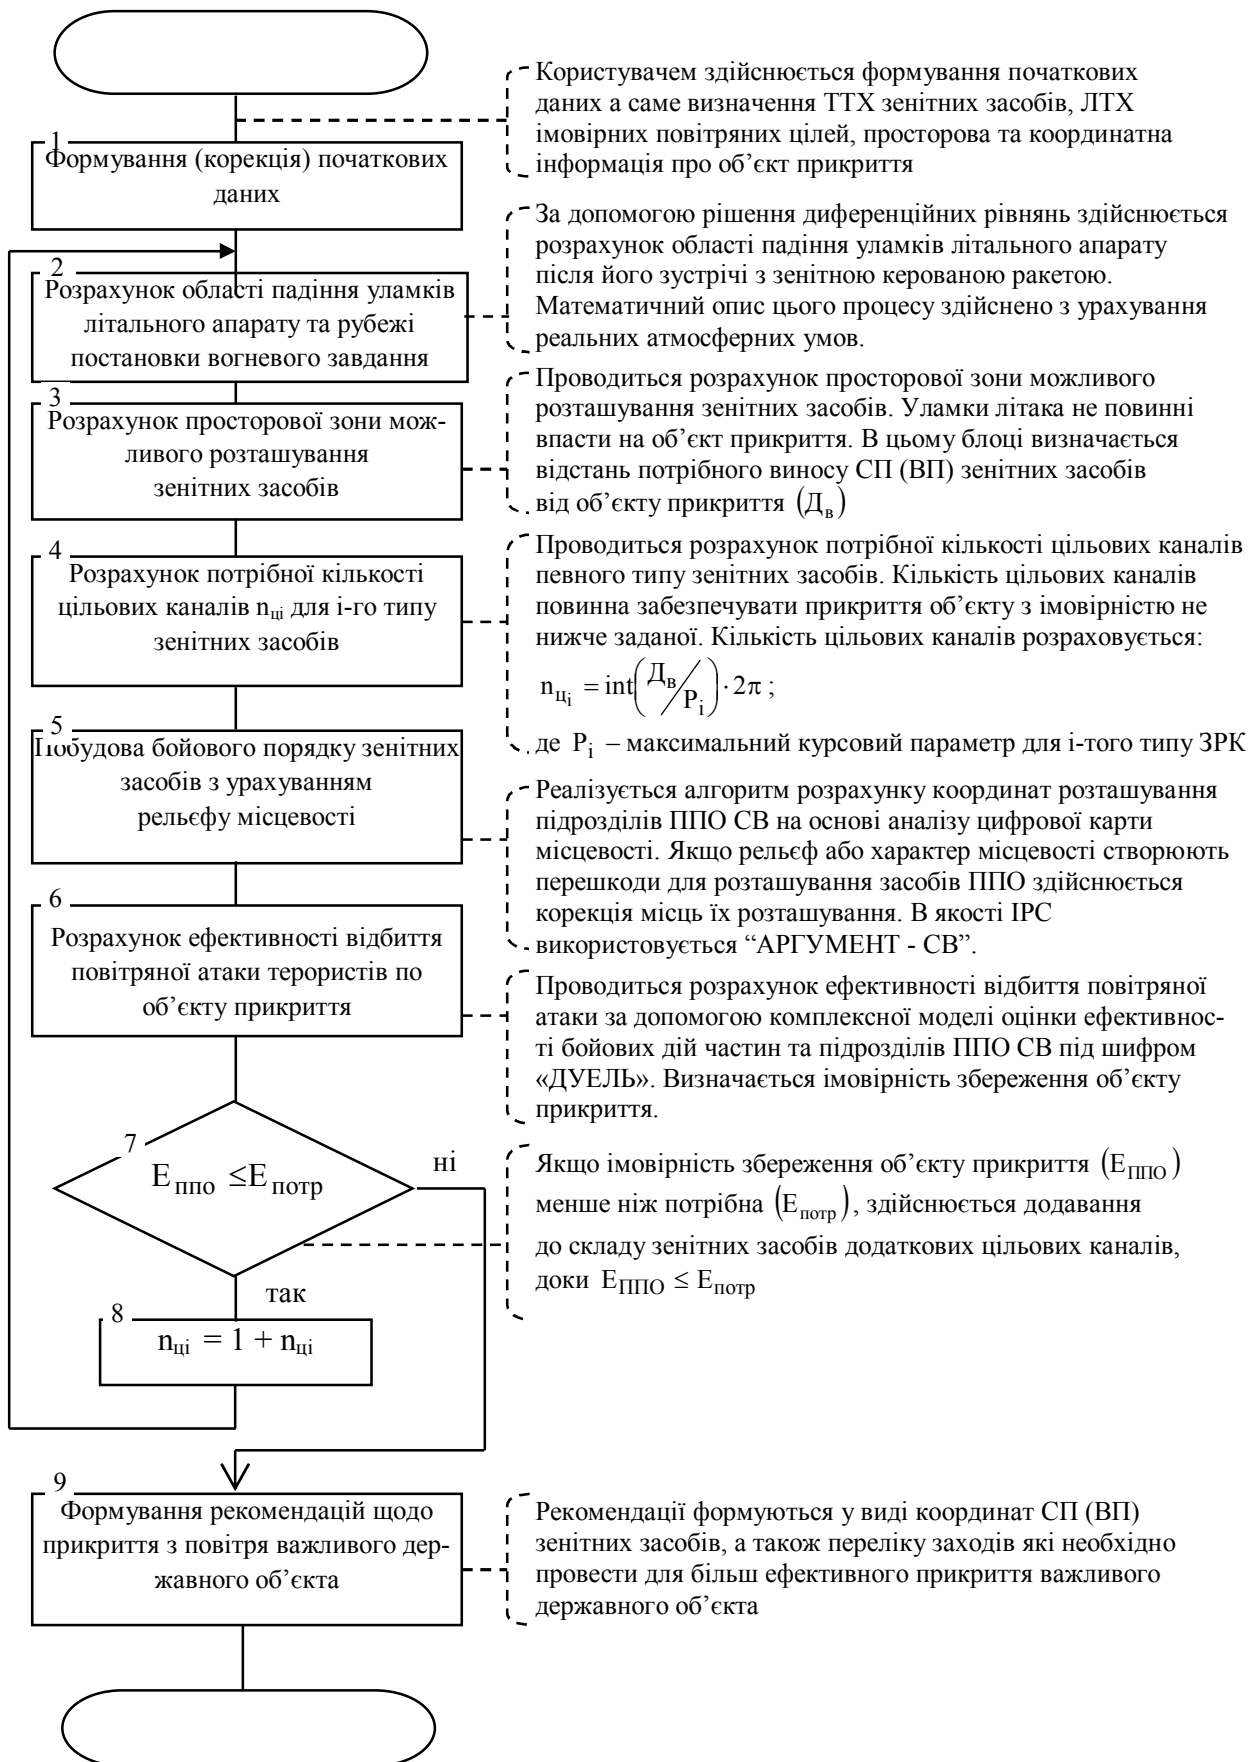 Користувачем здійснюється формування початкових
даних а саме визначення ТТХ зенітних засобів, ЛТХ
імовірних повітряних цілей, просторова та координатна
інформація про об’єкт прикриття
1
Формування (корекція) початкових
даних
За допомогою рішення диференційних рівнянь здійснюється
розрахунок області падіння уламків літального апарату
після його зустрічі з зенітною керованою ракетою.
Математичний опис цього процесу здійснено з урахування
реальних атмосферних умов.
2
Розрахунок області падіння уламків
літального апарату та рубежі
постановки вогневого завдання
Проводиться розрахунок просторової зони можливого
розташування зенітних засобів. Уламки літака не повинні
впасти на об’єкт прикриття. В цьому блоці визначається
відстань потрібного виносу СП (ВП) зенітних засобів
від об’єкту прикриття (Дв)
3
Розрахунок просторової зони мож-
ливого розташування
зенітних засобів
Проводиться розрахунок потрібної кількості цільових каналів
певного типу зенітних засобів. Кількість цільових каналів
повинна забезпечувати прикриття об’єкту з імовірністю не
нижче заданої. Кількість цільових каналів розраховується:
nцi = int(Дв/Pi) · 2π ;
де Pi – максимальний курсовий параметр для і-того типу ЗРК
4
Розрахунок потрібної кількості
цільових каналів nці для і-го типу
зенітних засобів
5
Побудова бойового порядку зенітних
засобів з урахуванням
рельєфу місцевості
Реалізується алгоритм розрахунку координат розташування
підрозділів ППО СВ на основі аналізу цифрової карти
місцевості. Якщо рельєф або характер місцевості створюють
перешкоди для розташування засобів ППО здійснюється
корекція місць їх розташування. В якості ІРС
використовується “АРГУМЕНТ - СВ”.
6
Розрахунок ефективності відбиття
повітряної атаки терористів по
об’єкту прикриття
Проводиться розрахунок ефективності відбиття повітряної
атаки за допомогою комплексної моделі оцінки ефективнос-
ті бойових дій частин та підрозділів ППО СВ під шифром
«ДУЕЛЬ». Визначається імовірність збереження об’єкту
прикриття.
7
Еппо ≤Епотр
ні
так
Якщо імовірність збереження об’єкту прикриття (ЕППО)
менше ніж потрібна (Епотр), здійснюється додавання
до складу зенітних засобів додаткових цільових каналів,
доки ЕППО ≤ Епотр
8
nці = 1 + nці
9
Формування рекомендацій щодо
прикриття з повітря важливого дер-
жавного об’єкта
Рекомендації формуються у виді координат СП (ВП)
зенітних засобів, а також переліку заходів які необхідно
провести для більш ефективного прикриття важливого
державного об’єкта